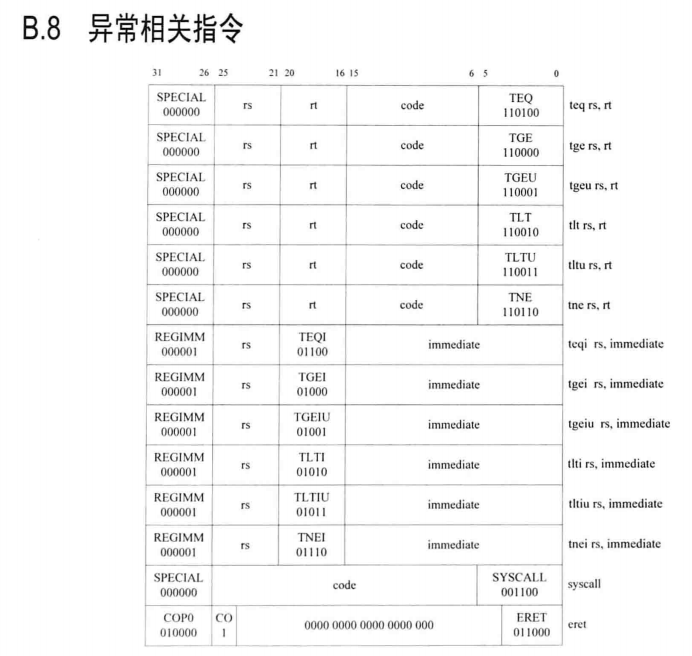 B.8 异常相关指令
31 26 25 21 20 16 15 6 5 0
SPECIAL rs rt code TEQ teq rs, rt
000000 110100
SPECIAL rs rt code TGE tge rs, rt
000000 110000
SPECIAL rs rt code TGEU tgeu rs, rt
000000 110001
SPECIAL rs rt code TLT tlt rs, rt
000000 110010
SPECIAL rs rt code TLTU tltu rs, rt
000000 110011
SPECIAL rs rt code TNE tne rs, rt
000000 110110
REGIMM rs TEQI immediate teqi rs, immediate
000001 01100
REGIMM rs TGEI immediate tgei rs, immediate
000001 01000
REGIMM rs TGEIU immediate tgeiu rs, immediate
000001 01001
REGIMM rs TLTI immediate tlti rs, immediate
000001 01010
REGIMM rs TLTIU immediate tltiu rs, immediate
000001 01011
REGIMM rs TNEI immediate tnei rs, immediate
000001 01110
SPECIAL code SYSCALL syscall
000000 001100
COP0 CO 0000 0000 0000 0000 000 ERET eret
010000 1 011000